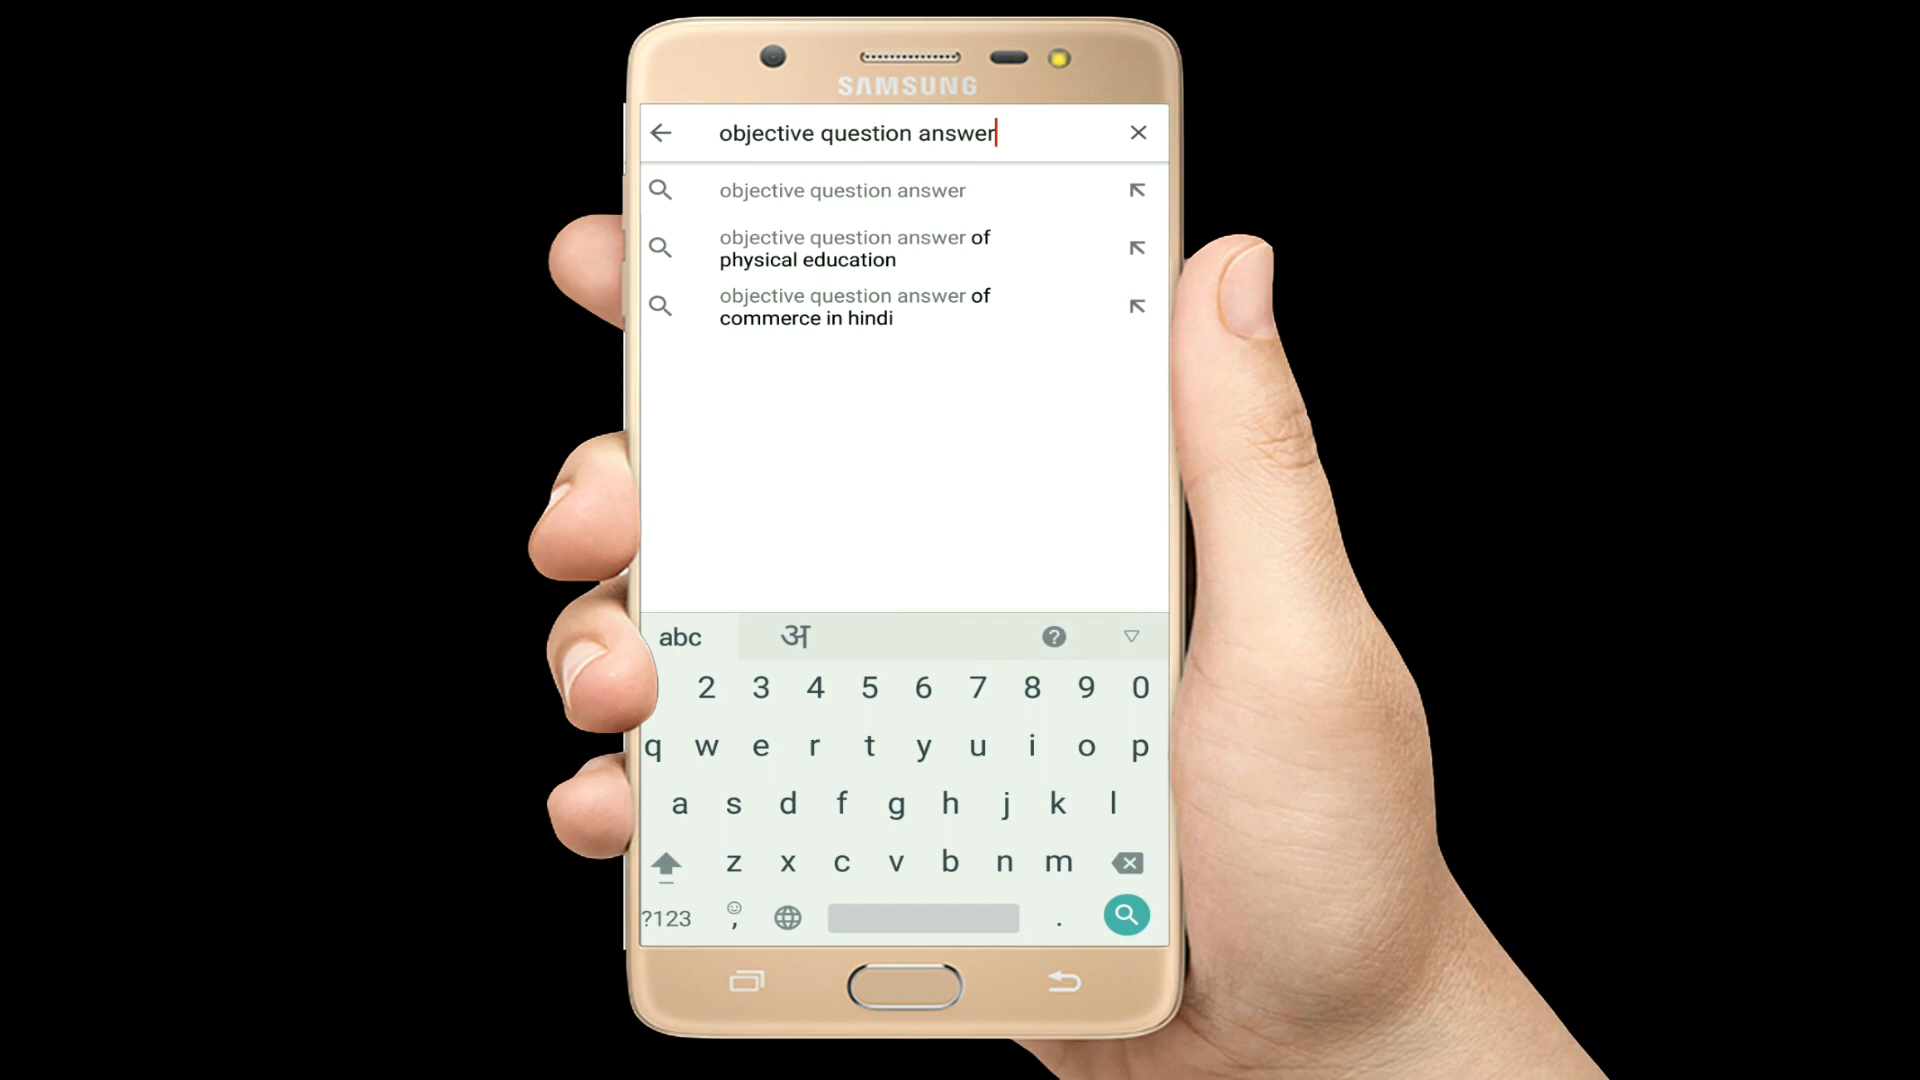 SAMSUNG
objective question answer
objective question answer
objective question answer of
physical education
objective question answer of
commerce in hindi
abc अ
2 3 4 5 6 7 8 9 0
q w e r t y u i o p
a s d f g h j k l
z x c v b n m
?123 , .